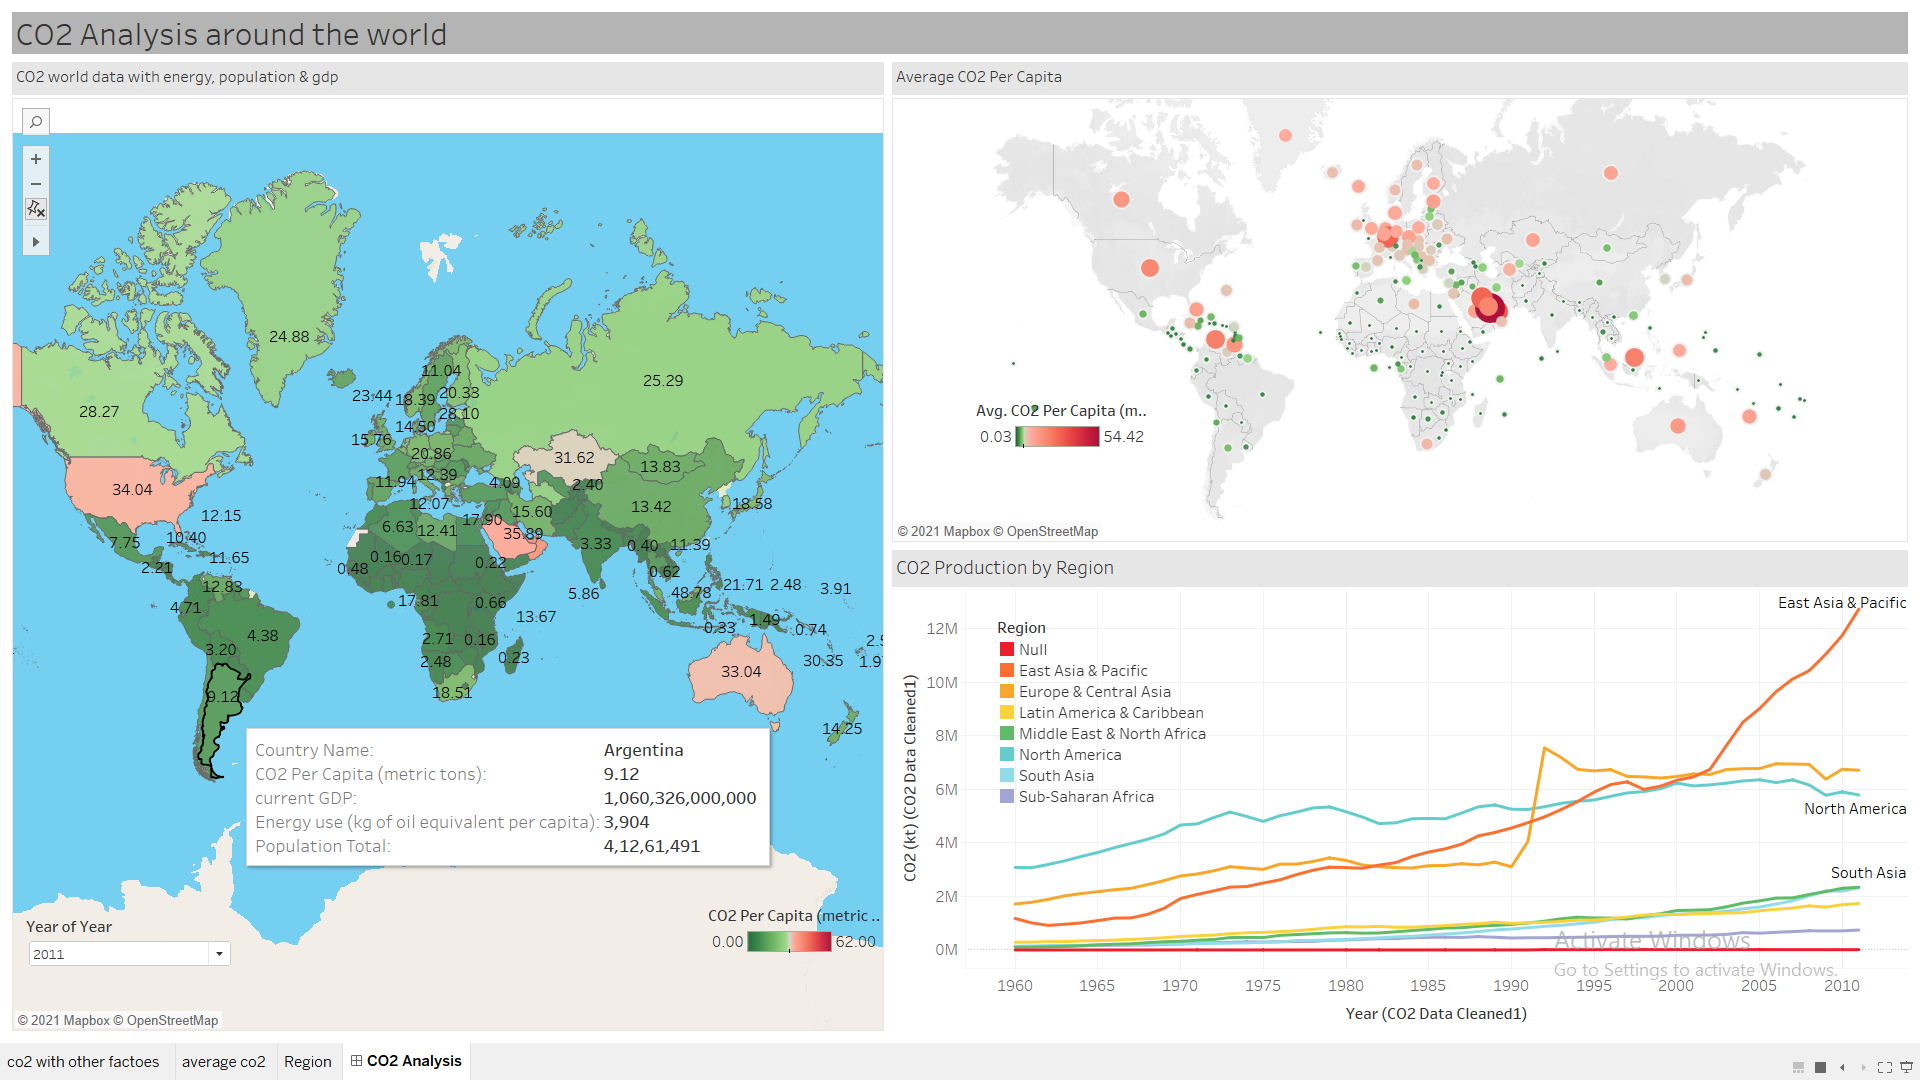 CO2 Analysis around the world
CO2 world data with energy, population & gdp
24.88
25.29
28.27
11.04
23.44
18.39
20.33
28.10
14.50
15.76
20.86
31.62
13.83
34.04
11.94
12.39
4.09
2.40
12.07
15.60
13.42
18.58
12.15
17.90
6.63
12.41
35.89
7.75
10.40
3.33
0.40
11.39
11.65
0.16
0.17
0.22
2.21
0.48
0.62
12.83
5.86
48.78
21.71
2.48
3.91
4.71
17.81
0.66
13.67
4.38
1.49
0.33
0.74
3.20
2.71
0.16
2.48
0.23
30.35
1.9
33.04
9.12
18.51
14.25
Country Name: Argentina
CO2 Per Capita (metric tons): 9.12
current GDP: 1,060,326,000,000
Energy use (kg of oil equivalent per capita): 3,904
Population Total: 4,12,61,491
Year of Year
2011
CO2 Per Capita (metric ..
0.00 62.00
© 2021 Mapbox © OpenStreetMap
Average CO2 Per Capita
Avg. CO2 Per Capita (m..
0.03 54.42
© 2021 Mapbox © OpenStreetMap
CO2 Production by Region
East Asia & Pacific
North America
South Asia
Region
Null
East Asia & Pacific
Europe & Central Asia
Latin America & Caribbean
Middle East & North Africa
North America
South Asia
Sub-Saharan Africa
CO2 (kt) (CO2 Data Cleaned1)
12M
10M
8M
6M
4M
2M
0M
1960 1965 1970 1975 1980 1985 1990 1995 2000 2005 2010
Year (CO2 Data Cleaned1)
Activate Windows
Go to Settings to activate Windows.
co2 with other factoes average co2 Region CO2 Analysis